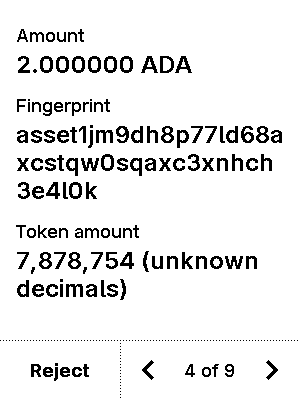 Amount
2.000000 ADA
Fingerprint
asset1jm9dh8p77ld68a
xcstqw0sqaxc3xnhch
3e4l0k
Token amount
7,878,754 (unknown
decimals)
Reject
4 of 9